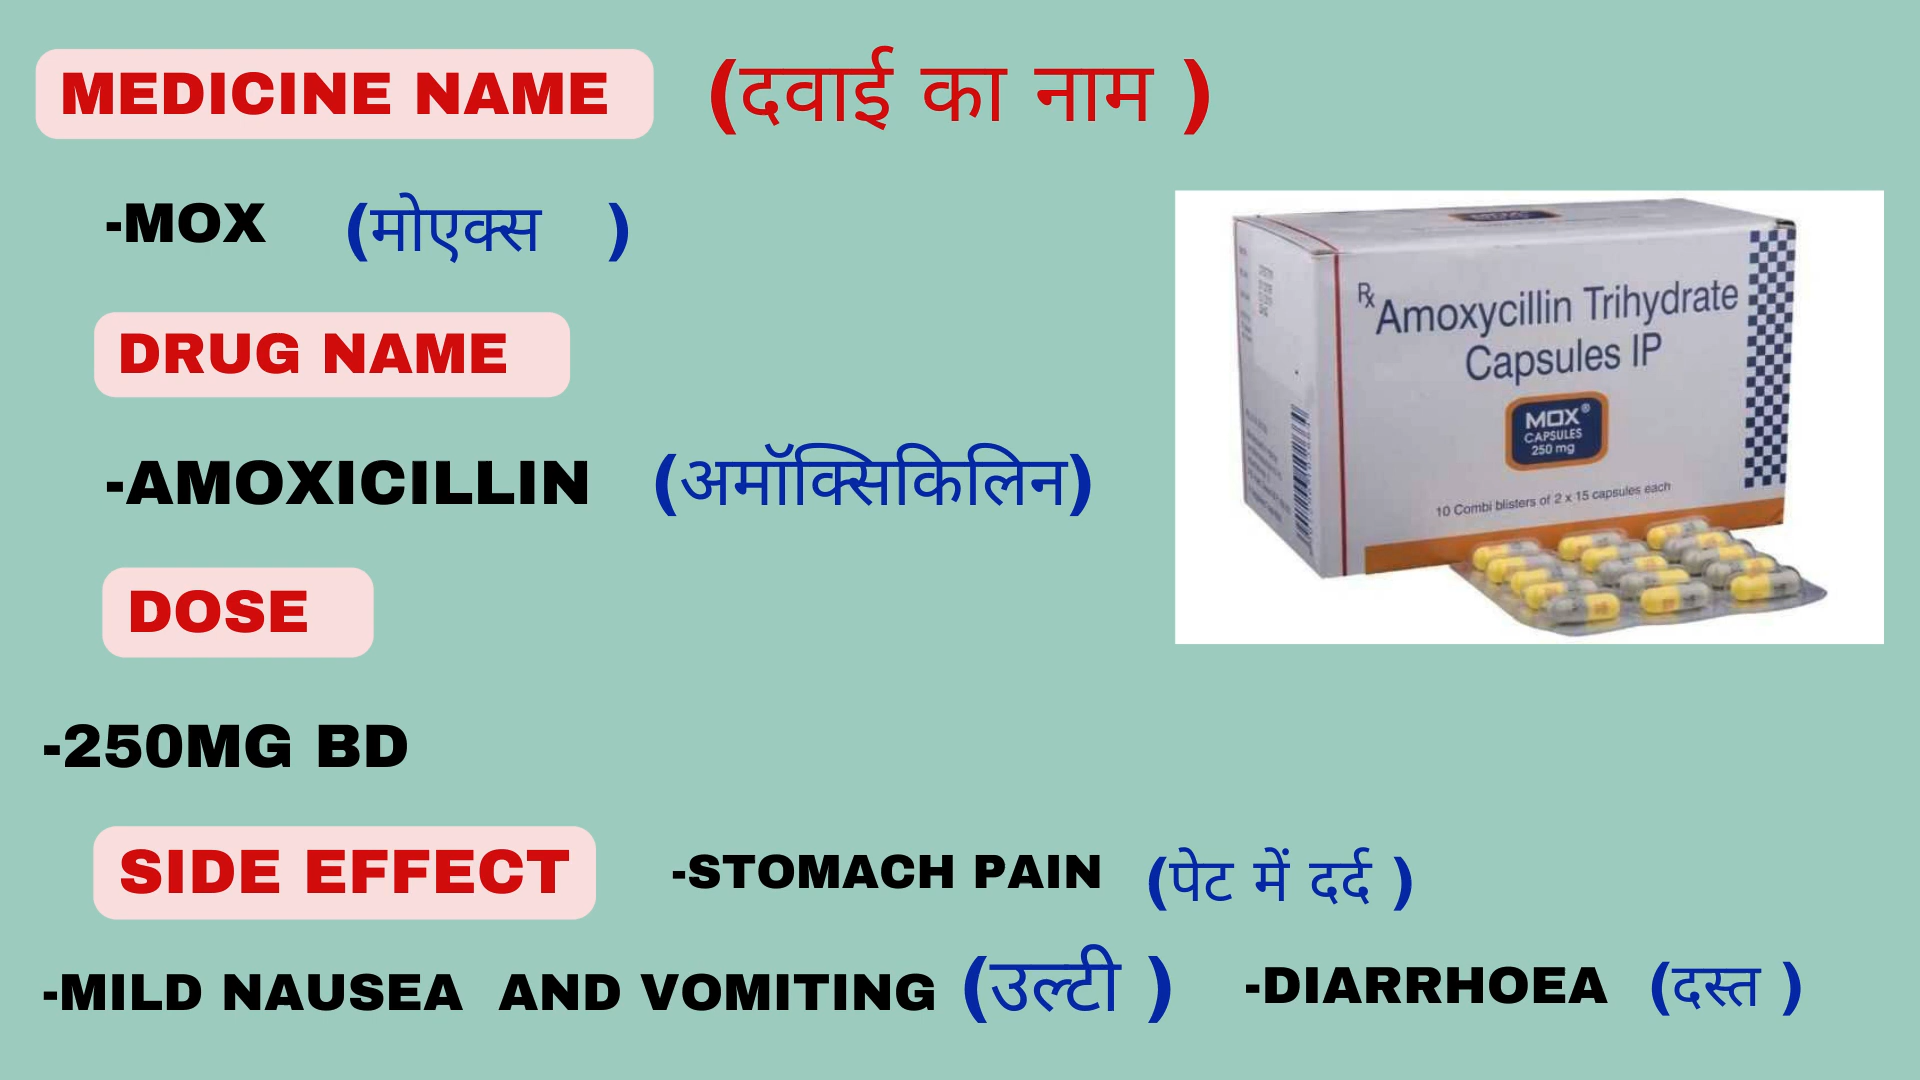 MEDICINE NAME (दवाई का नाम )
-MOX (मोएक्स )
DRUG NAME
-AMOXICILLIN (अमॉक्सिकिलिन)
DOSE
-250MG BD
SIDE EFFECT -STOMACH PAIN (पेट में दर्द )
-MILD NAUSEA AND VOMITING (उल्टी ) -DIARRHOEA (दस्त )
MOX
Rx Amoxycillin Trihydrate
Capsules IP
MOX®
CAPSULES
250 mg
10 Combi blisters of 2 x 15 capsules each